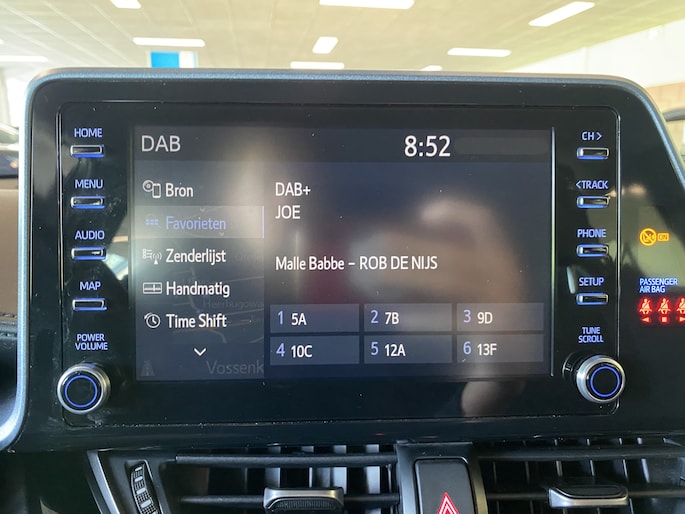 DAB
8:52
Bron
Favorieten
Zenderlijst
Handmatig
Time Shift
DAB+
JOE
Malle Babbe – ROB DE NIJS
1 5A
2 7B
3 9D
4 10C
5 12A
6 13F
Vossenk
HOME
MENU
AUDIO
MAP
POWER
VOLUME
CH >
< TRACK
PHONE
SETUP
TUNE
SCROLL
ON
PASSENGER
AIR BAG